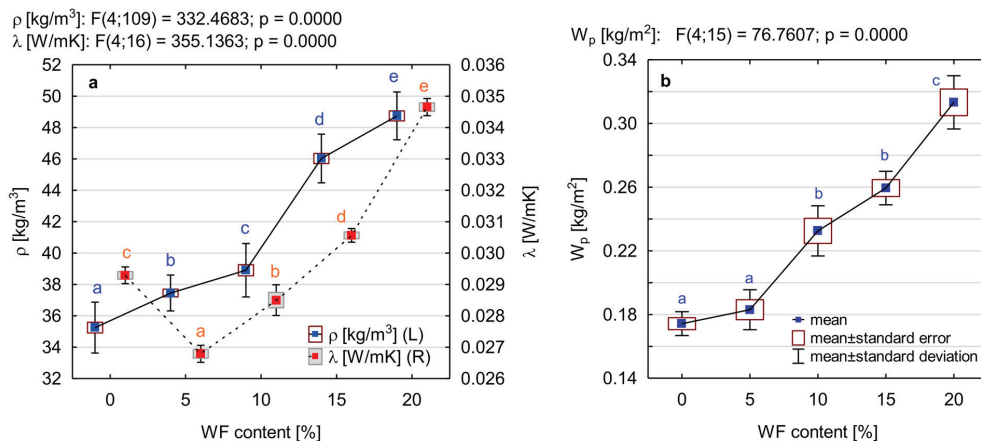 ρ [kg/m³]: F(4;109) = 332.4683; p = 0.0000
λ [W/mK]: F(4;16) = 355.1363; p = 0.0000
a
52
50
48
46
44
42
40
38
36
34
32
ρ [kg/m³]
0.036
0.035
0.034
0.033
0.032
0.031
0.030
0.029
0.028
0.027
0.026
λ [W/mK]
a
b
c
d
e
c
a
b
d
e
ρ [kg/m³] (L)
λ [W/mK] (R)
0 5 10 15 20
WF content [%]
Wp [kg/m²]: F(4;15) = 76.7607; p = 0.0000
b
0.34
0.30
0.26
0.22
0.18
0.14
Wp [kg/m²]
a
a
b
b
c
mean
mean±standard error
mean±standard deviation
0 5 10 15 20
WF content [%]